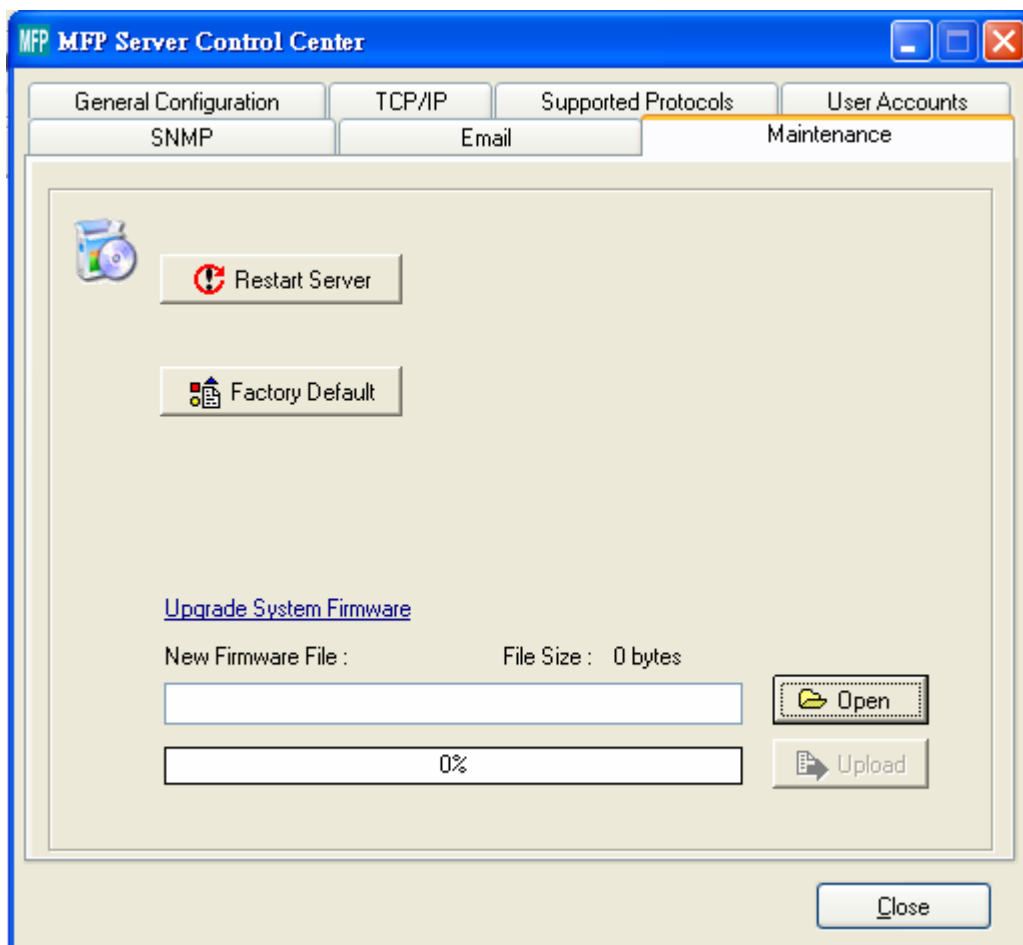 MFP MFP Server Control Center
General Configuration TCP/IP Supported Protocols User Accounts
SNMP Email Maintenance
Restart Server
Factory Default
Upgrade System Firmware
New Firmware File : File Size : 0 bytes
Open
0%
Upload
Close